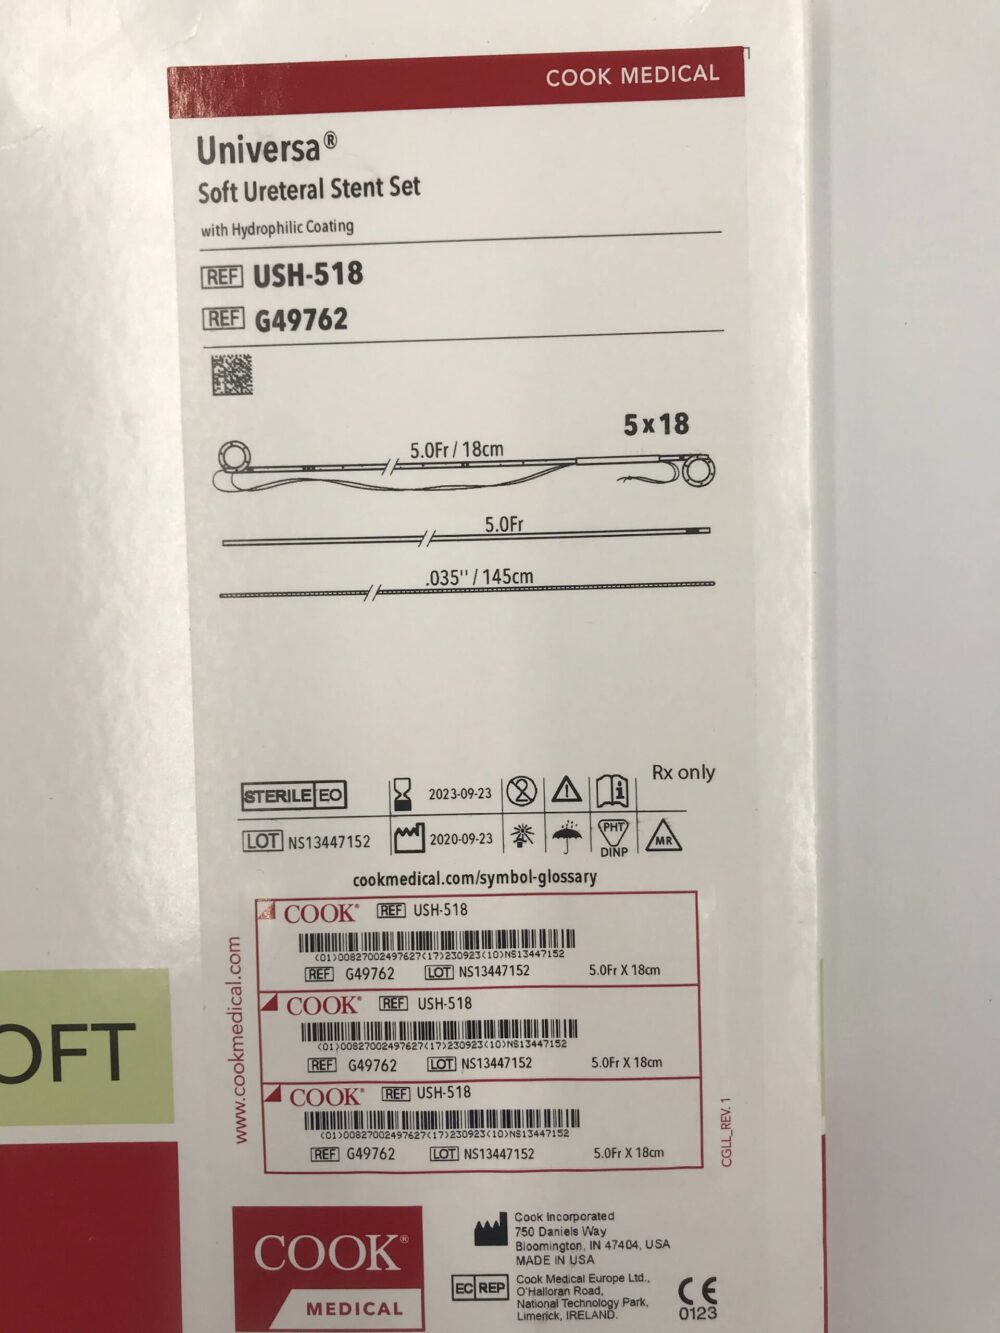 COOK MEDICAL
Universa®
Soft Ureteral Stent Set
with Hydrophilic Coating
REF USH-518
REF G49762
5 x 18
5.0Fr / 18cm
5.0Fr
.035'' / 145cm
Rx only
STERILE EO 2023-09-23 2
LOT NS13447152 2020-09-23 PHT DINP MR
cookmedical.com/symbol-glossary
www.cookmedical.com
COOK® REF USH-518
(01)00827002497627(17)230923(10)NS13447152
REF G49762 LOT NS13447152 5.0Fr X 18cm
COOK® REF USH-518
(01)00827002497627(17)230923(10)NS13447152
REF G49762 LOT NS13447152 5.0Fr X 18cm
COOK® REF USH-518
(01)00827002497627(17)230923(10)NS13447152
REF G49762 LOT NS13447152 5.0Fr X 18cm
CGLL_REV. 1
OFT
COOK®
MEDICAL
Cook Incorporated
750 Daniels Way
Bloomington, IN 47404, USA
MADE IN USA
EC REP Cook Medical Europe Ltd.,
O'Halloran Road,
National Technology Park,
Limerick, IRELAND.
CE
0123